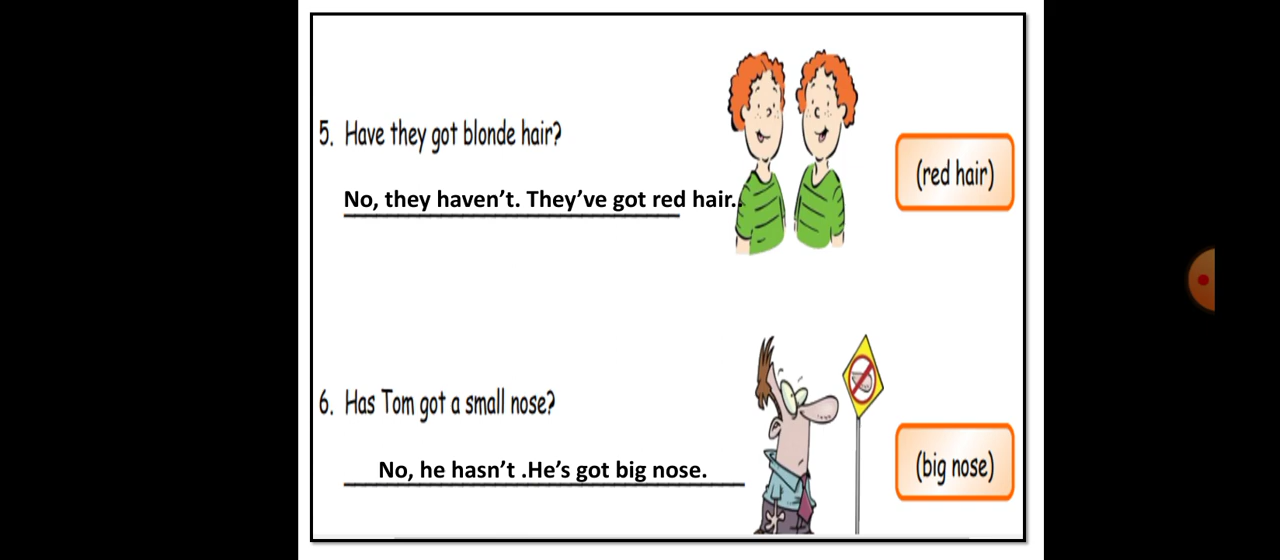 5. Have they got blonde hair?
(red hair)
No, they haven’t. They’ve got red hair..
6. Has Tom got a small nose?
No, he hasn’t .He’s got big nose.
(big nose)